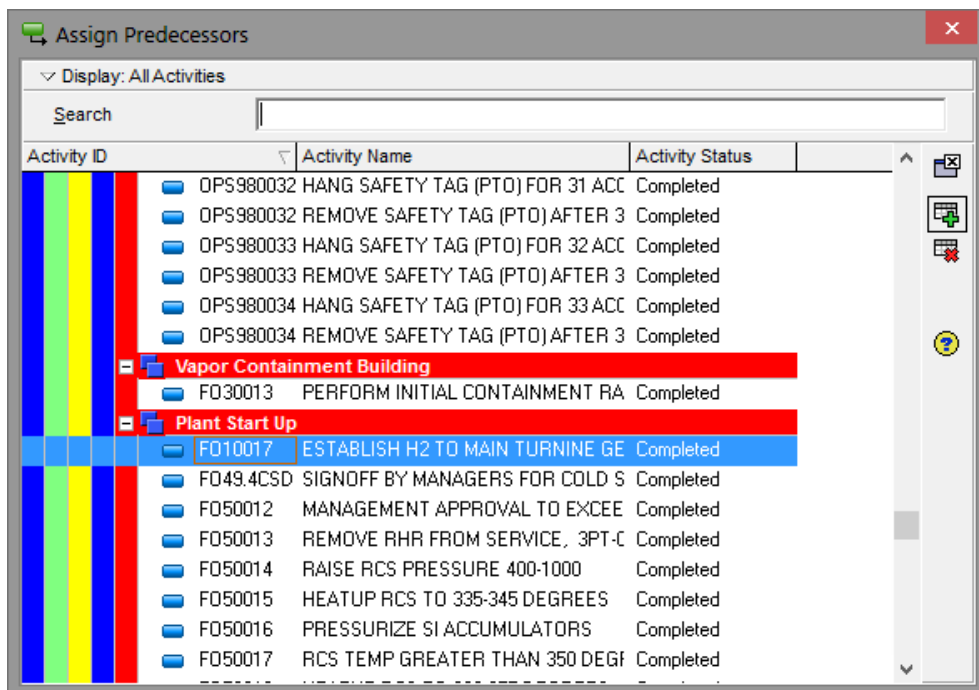 Assign Predecessors
Display: All Activities
Search
Activity ID Activity Name Activity Status
OPS980032 HANG SAFETY TAG (PTO) FOR 31 ACC Completed
OPS980032 REMOVE SAFETY TAG (PTO) AFTER 3 Completed
OPS980033 HANG SAFETY TAG (PTO) FOR 32 ACC Completed
OPS980033 REMOVE SAFETY TAG (PTO) AFTER 3 Completed
OPS980034 HANG SAFETY TAG (PTO) FOR 33 ACC Completed
OPS980034 REMOVE SAFETY TAG (PTO) AFTER 3 Completed
Vapor Containment Building
FO30013 PERFORM INITIAL CONTAINMENT RA Completed
Plant Start Up
FO10017 ESTABLISH H2 TO MAIN TURNINE GE Completed
FO49.4CSD SIGNOFF BY MANAGERS FOR COLD S Completed
FO50012 MANAGEMENT APPROVAL TO EXCEE Completed
FO50013 REMOVE RHR FROM SERVICE, 3PT-C Completed
FO50014 RAISE RCS PRESSURE 400-1000 Completed
FO50015 HEATUP RCS TO 335-345 DEGREES Completed
FO50016 PRESSURIZE SI ACCUMULATORS Completed
FO50017 RCS TEMP GREATER THAN 350 DEGF Completed